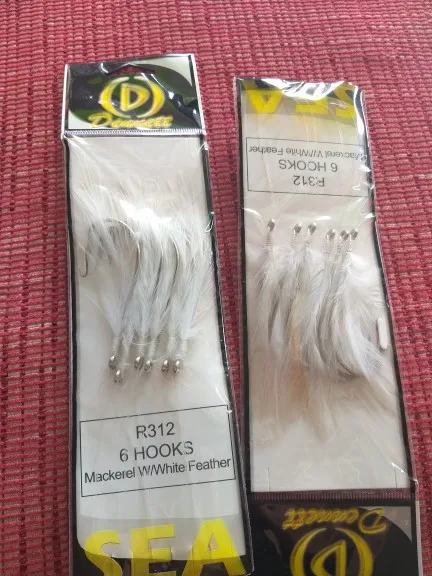 D
Dennett
R312
6 HOOKS
Mackerel W/White Feather
SEA
SEA
Mackerel W/White Feather
6 HOOKS
R312
Dennett
D